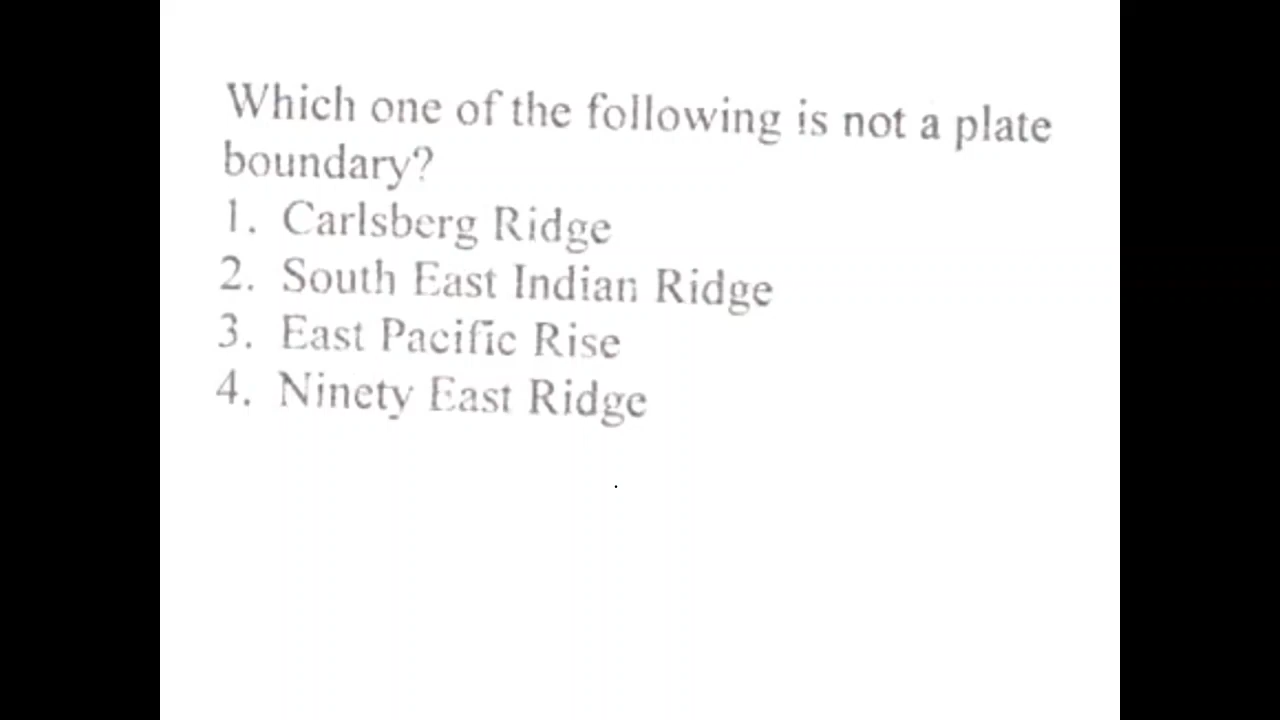 Which one of the following is not a plate
boundary?
1. Carlsberg Ridge
2. South East Indian Ridge
3. East Pacific Rise
4. Ninety East Ridge